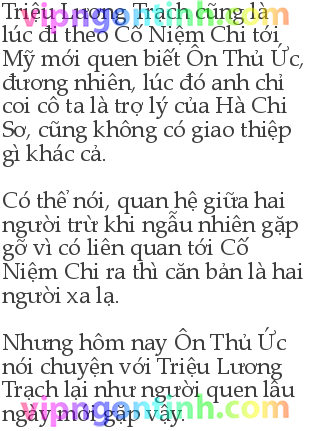 Triệu Lương Trạch cũng là
lúc đi theo Cố Niệm Chi tới
Mỹ mới quen biết Ôn Thủ Ức,
đương nhiên, lúc đó anh chỉ
coi cô ta là trợ lý của Hà Chi
Sơ, cũng không có giao thiệp
gì khác cả.
Có thể nói, quan hệ giữa hai
người trừ khi ngẫu nhiên gặp
gỡ vì có liên quan tới Cố
Niệm Chi ra thì căn bản là hai
người xa lạ.
Nhưng hôm nay Ôn Thủ Ức
nói chuyện với Triệu Lương
Trạch lại như người quen lâu
ngày mới gặp vậy.
vipngontinh.com
vipngontinh.com